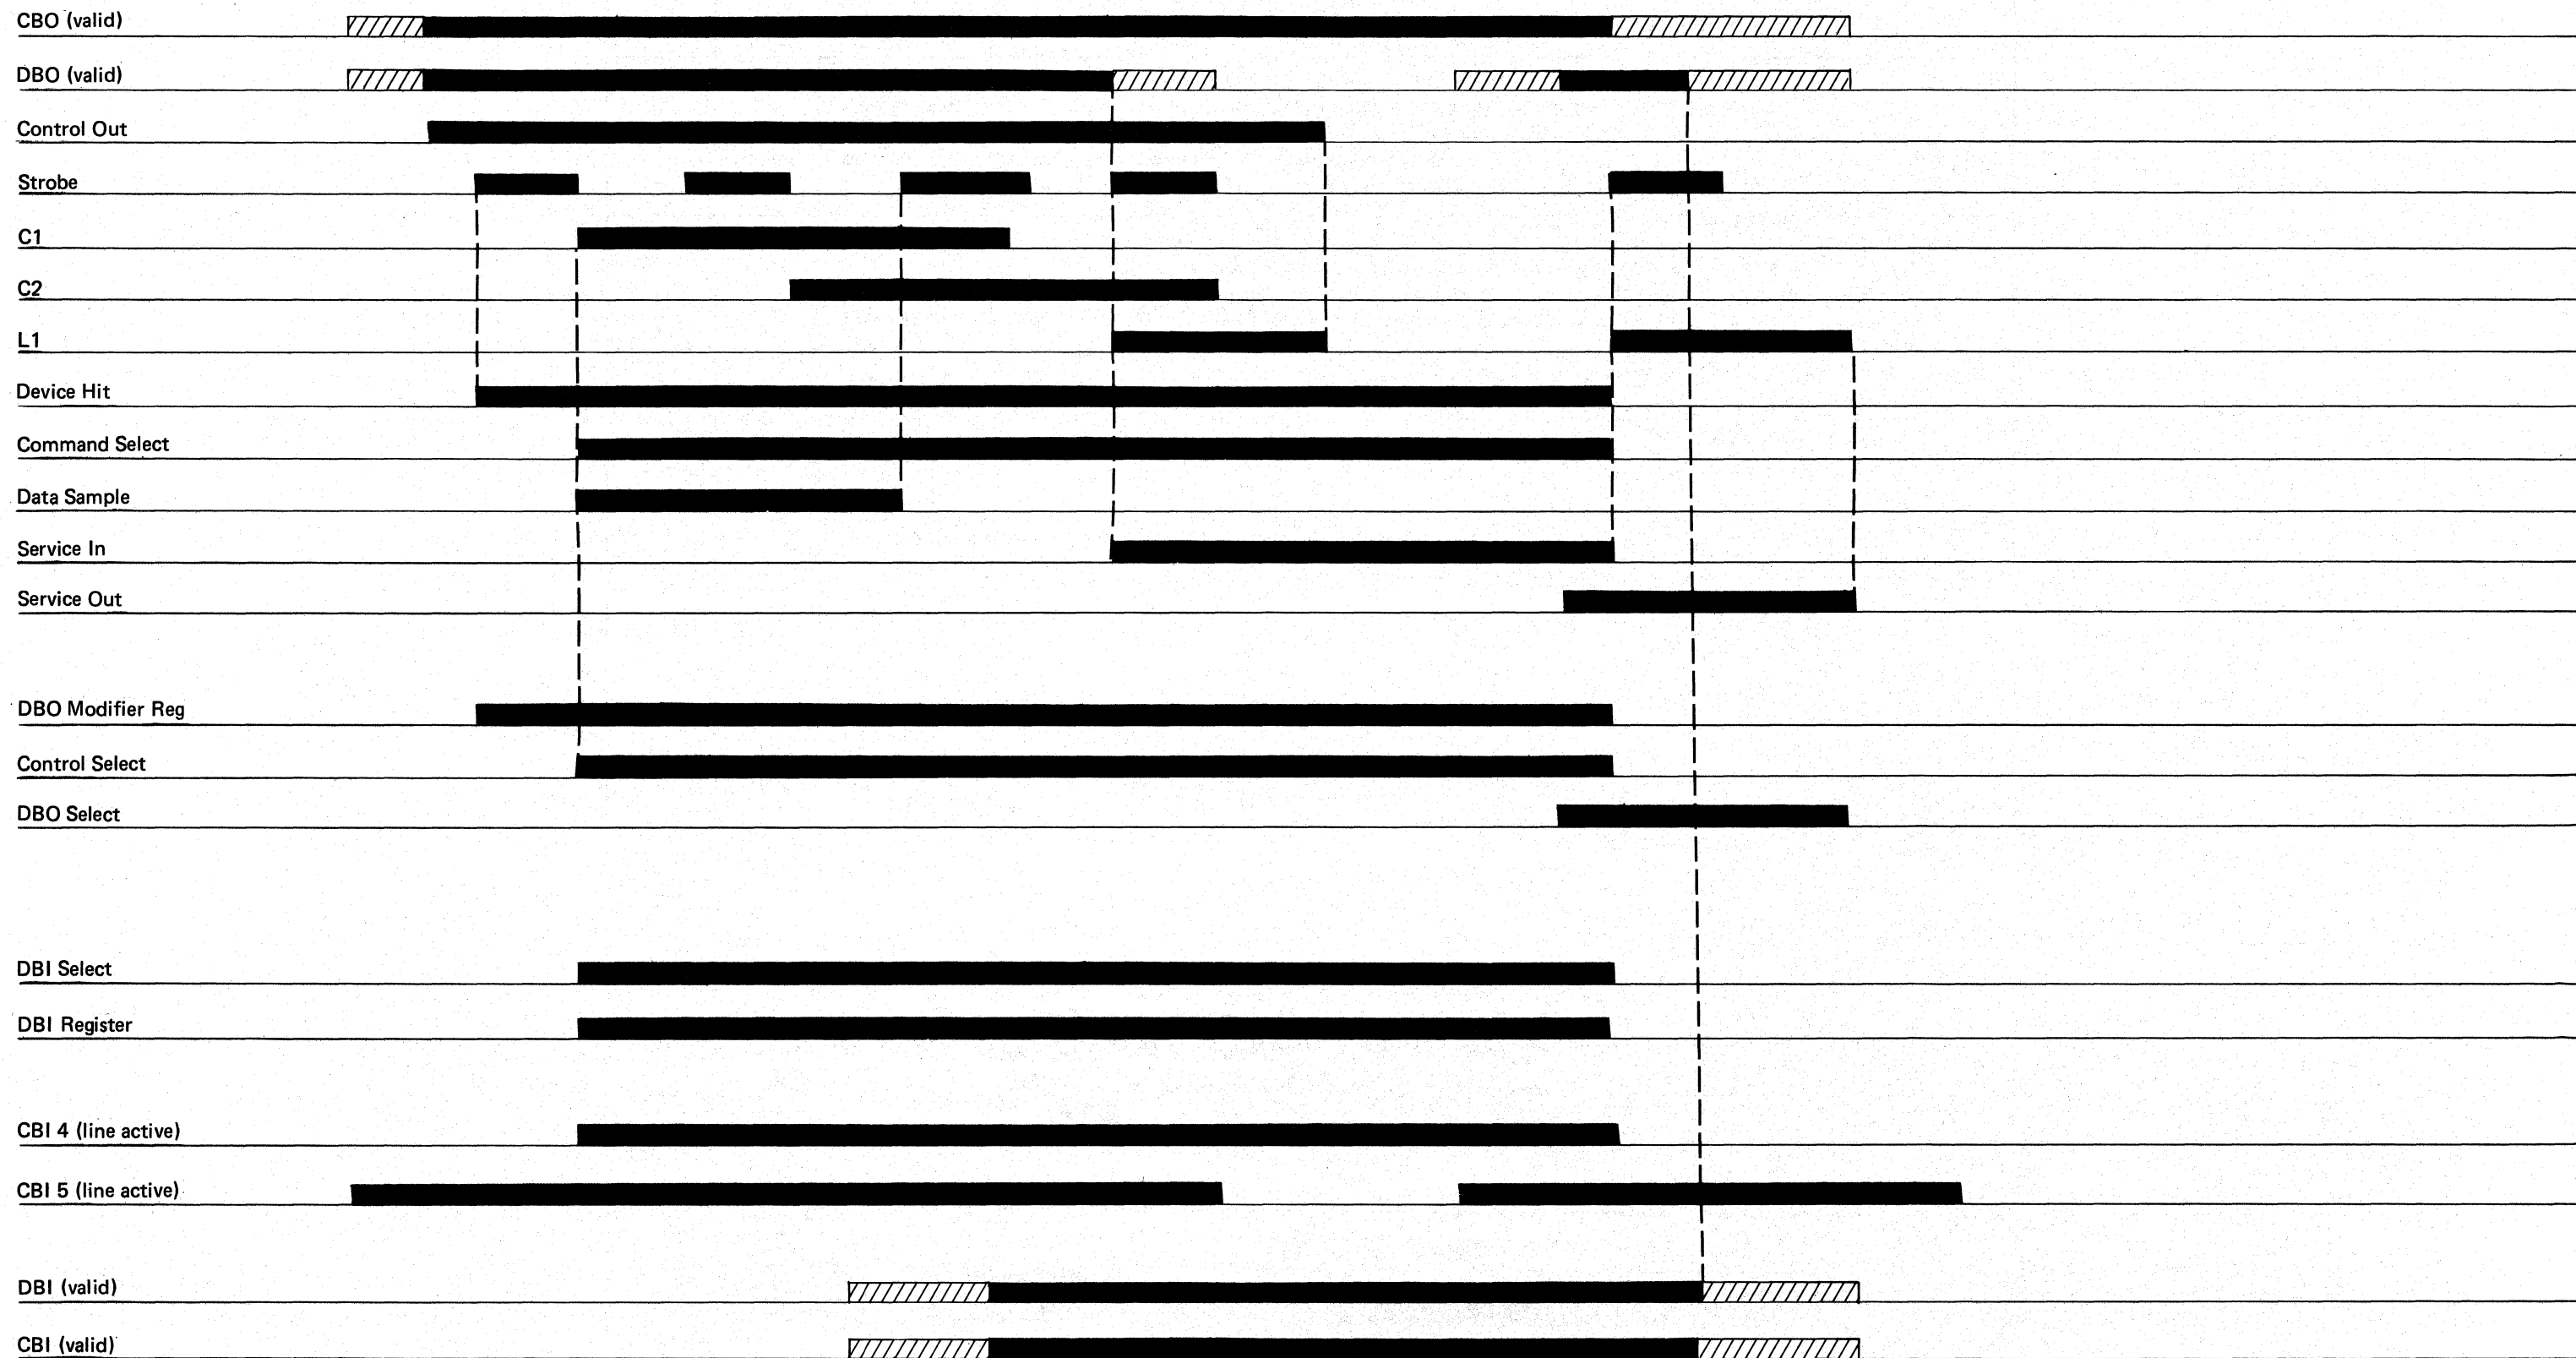 CBO (valid)
DBO (valid)
Control Out
Strobe
C1
C2
L1
Device Hit
Command Select
Data Sample
Service In
Service Out
DBO Modifier Reg
Control Select
DBO Select
DBI Select
DBI Register
CBI 4 (line active)
CBI 5 (line active)
DBI (valid)
CBI (valid)